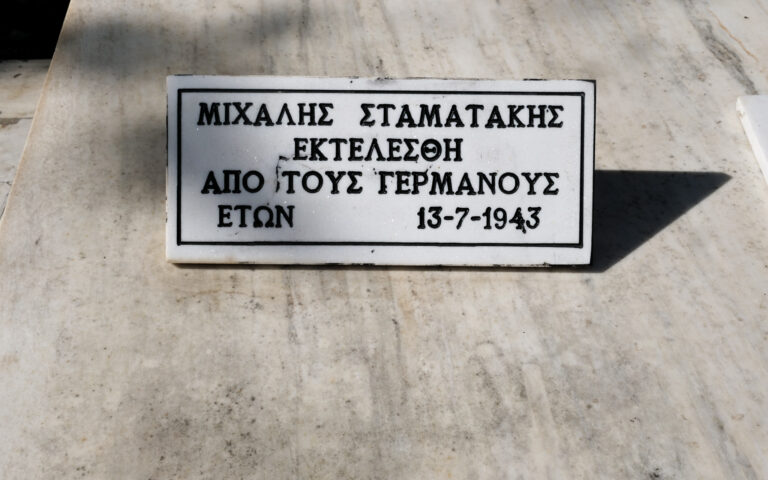 ΜΙΧΑΛΗΣ ΣΤΑΜΑΤΑΚΗΣ
ΕΚΤΕΛΕΣΘΗ
ΑΠΟ ΤΟΥΣ ΓΕΡΜΑΝΟΥΣ
ΕΤΩΝ 13-7-1943